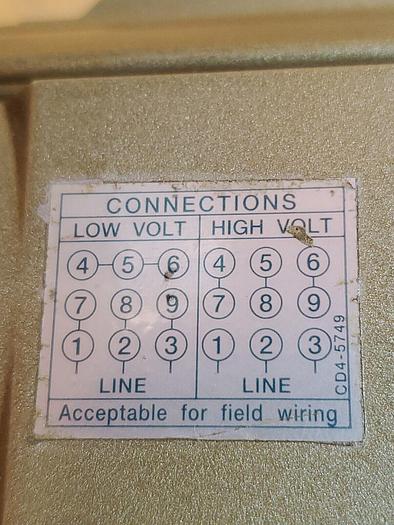 CONNECTIONS
LOW VOLT HIGH VOLT
4 5 6 4 5 6
7 8 9 7 8 9
1 2 3 1 2 3
LINE LINE
CD4-5749
Acceptable for field wiring